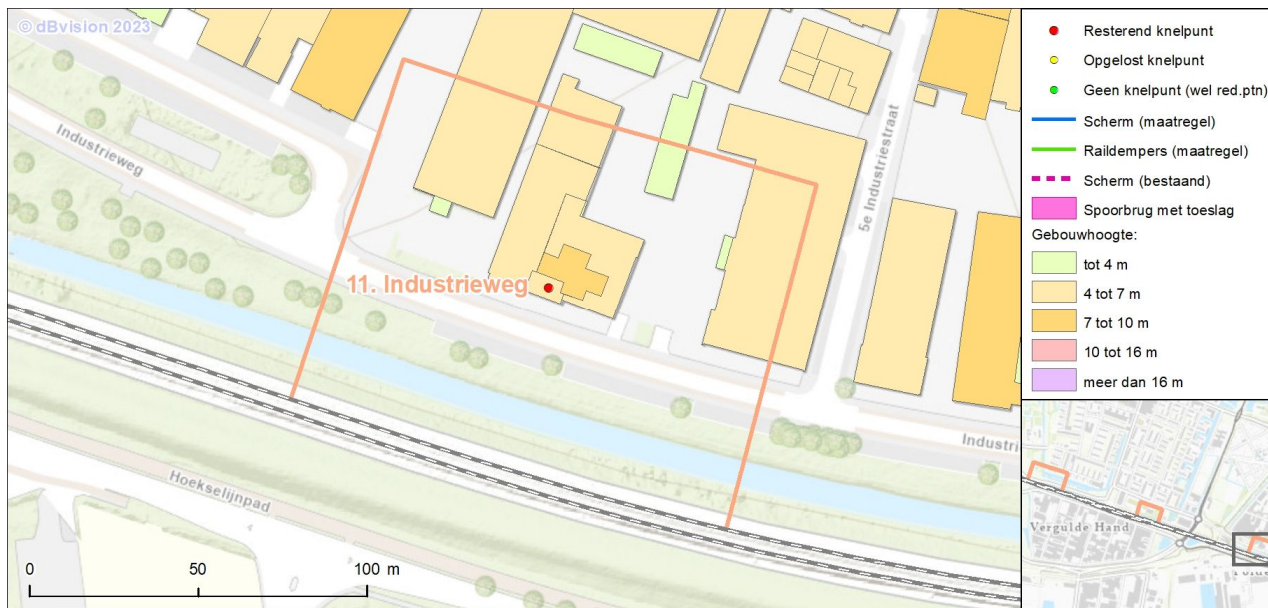 © dBvision 2023
Industrieweg
5e Industriestraat
11. Industrieweg
Hoekselijnpad
0 50 100 m
Resterend knelpunt
Opgelost knelpunt
Geen knelpunt (wel red.ptn)
Scherm (maatregel)
Raildempers (maatregel)
Scherm (bestaand)
Spoorbrug met toeslag
Gebouwhoogte:
tot 4 m
4 tot 7 m
7 tot 10 m
10 tot 16 m
meer dan 16 m
Vergulde Hand